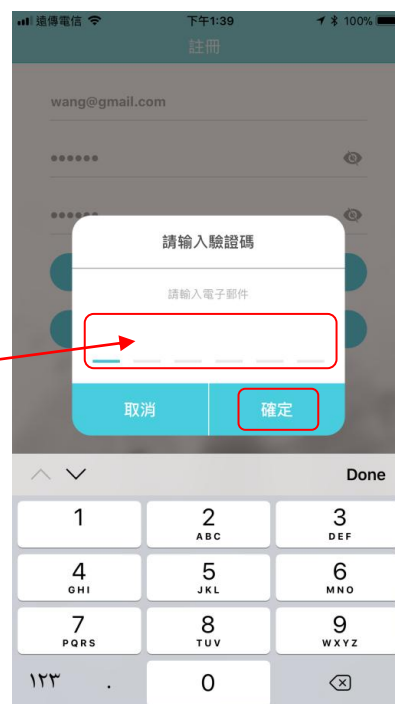 遠傳電信 下午1:39 100%
註冊
wang@gmail.com
••••••
••••••
請输入驗證碼
請輸入電子郵件
取消 確定
Done
1 2 3
ABC DEF
4 5 6
GHI JKL MNO
7 8 9
PQRS TUV WXYZ
١٢٣ . 0